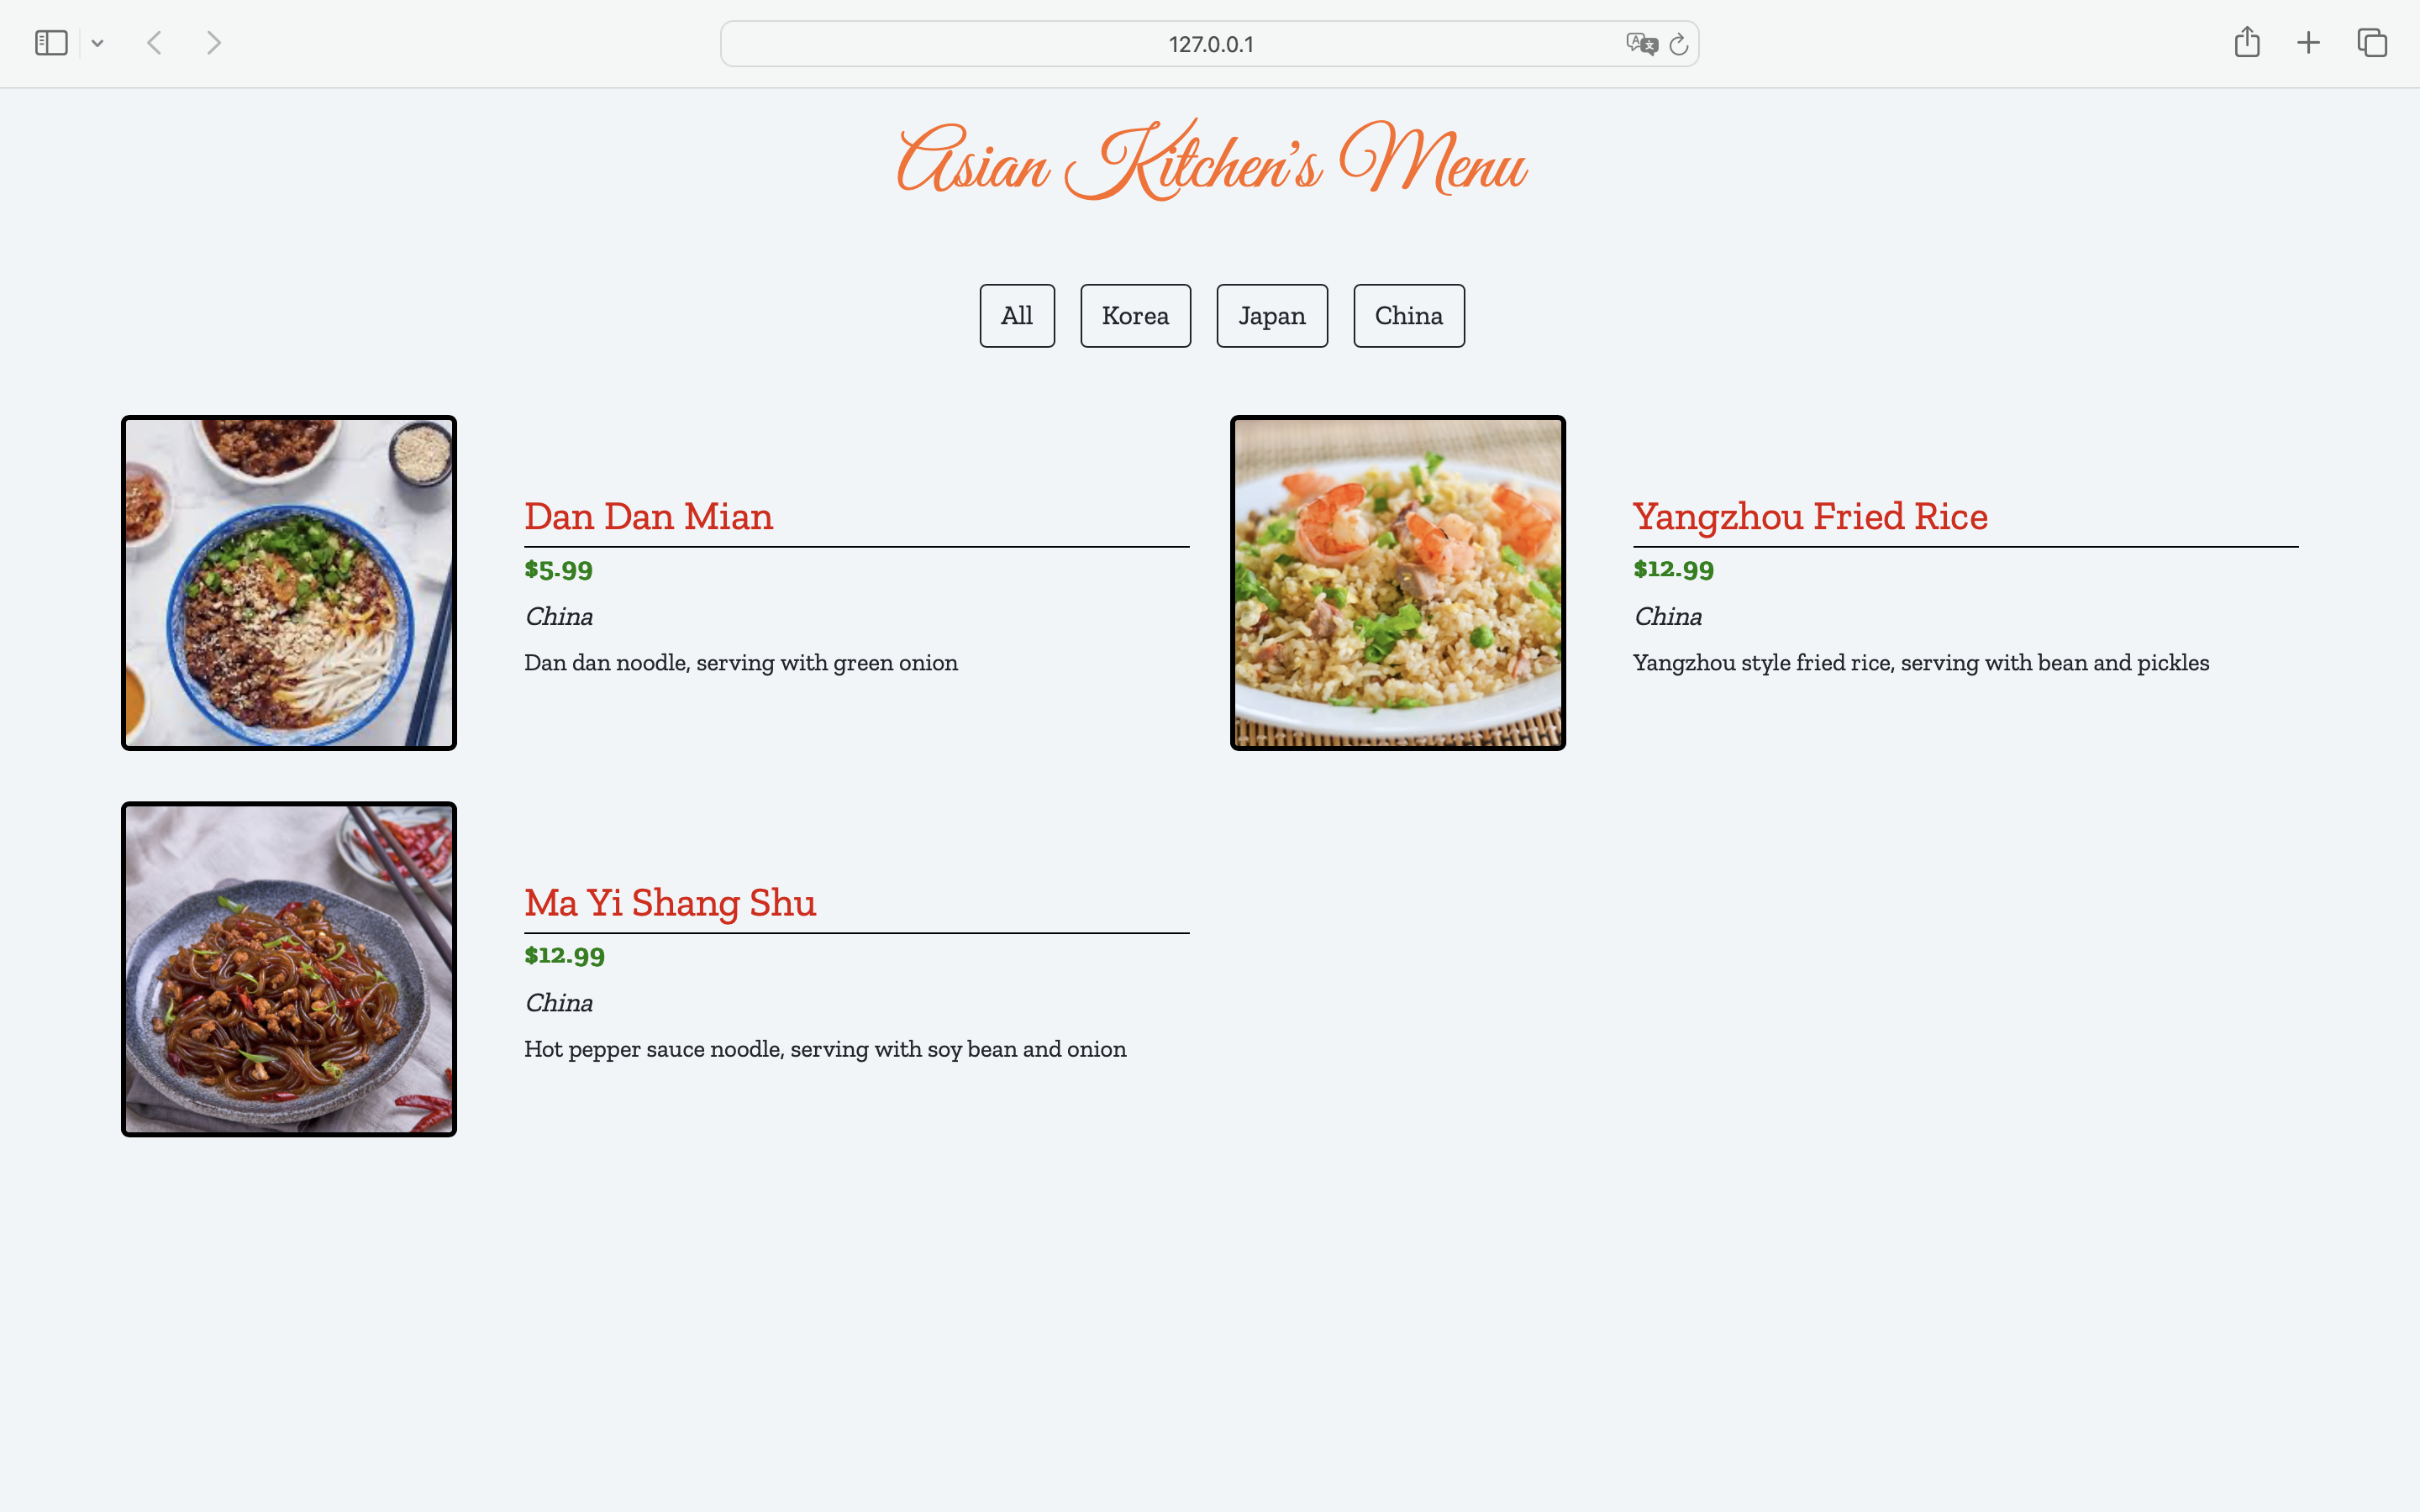 127.0.0.1
Asian Kitchen's Menu
All
Korea
Japan
China
Dan Dan Mian
$5.99
China
Dan dan noodle, serving with green onion
Yangzhou Fried Rice
$12.99
China
Yangzhou style fried rice, serving with bean and pickles
Ma Yi Shang Shu
$12.99
China
Hot pepper sauce noodle, serving with soy bean and onion